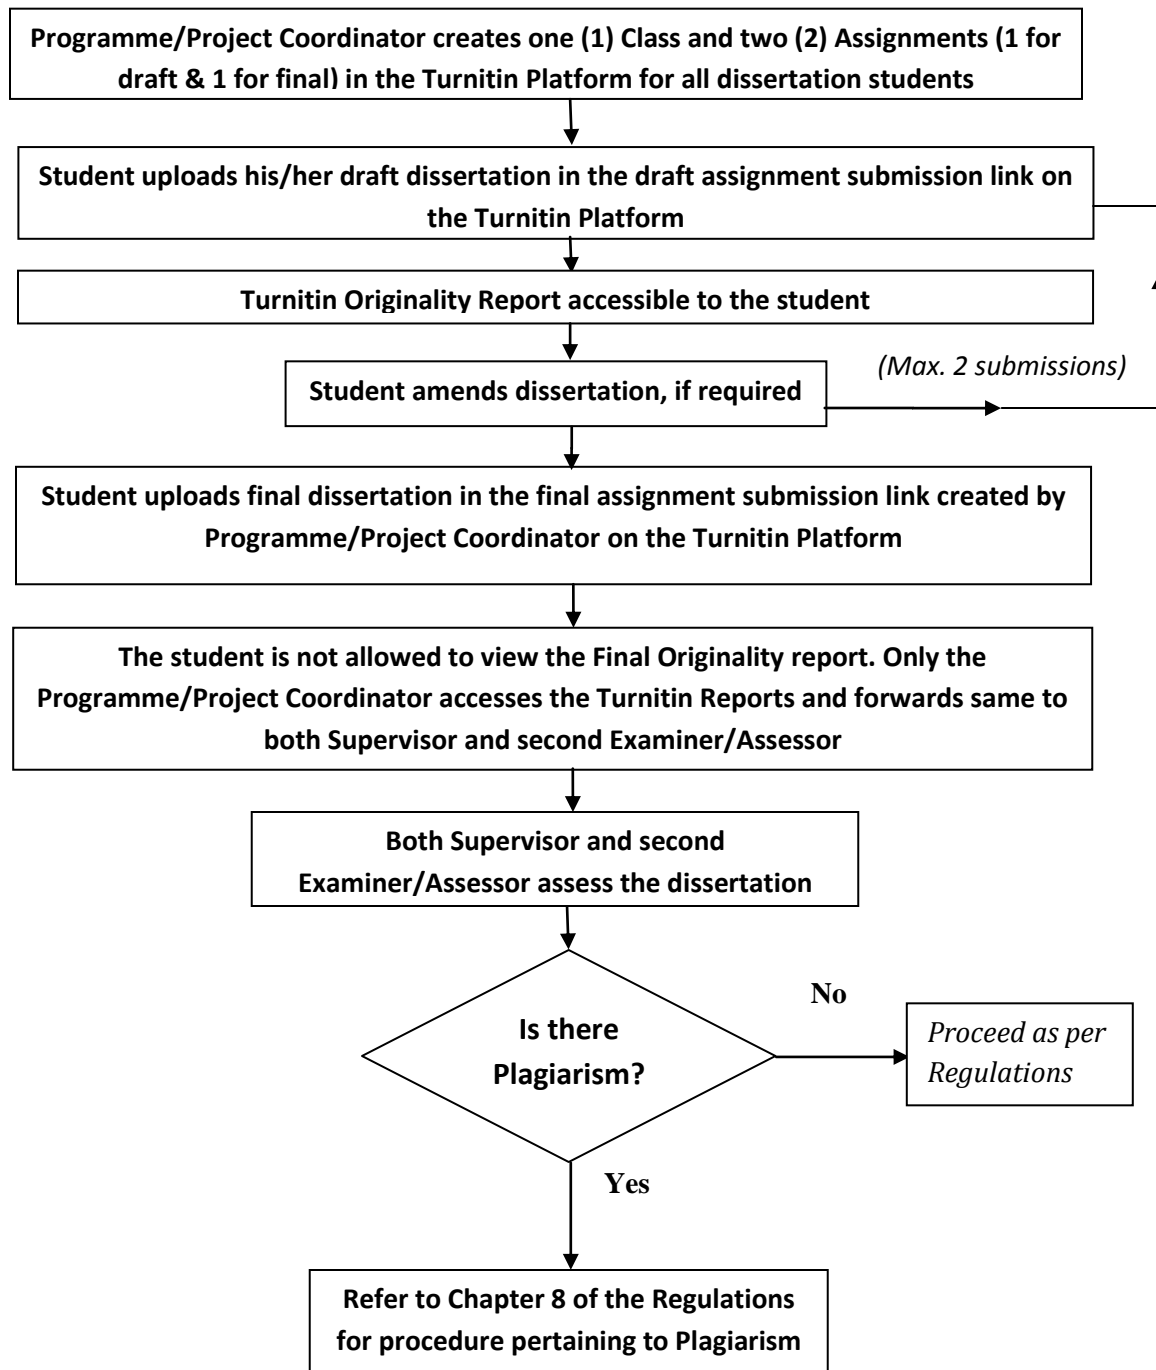 Programme/Project Coordinator creates one (1) Class and two (2) Assignments (1 for
draft & 1 for final) in the Turnitin Platform for all dissertation students
Student uploads his/her draft dissertation in the draft assignment submission link on
the Turnitin Platform
Turnitin Originality Report accessible to the student
(Max. 2 submissions)
Student amends dissertation, if required
Student uploads final dissertation in the final assignment submission link created by
Programme/Project Coordinator on the Turnitin Platform
The student is not allowed to view the Final Originality report. Only the
Programme/Project Coordinator accesses the Turnitin Reports and forwards same to
both Supervisor and second Examiner/Assessor
Both Supervisor and second
Examiner/Assessor assess the dissertation
Is there
Plagiarism?
No
Proceed as per
Regulations
Yes
Refer to Chapter 8 of the Regulations
for procedure pertaining to Plagiarism